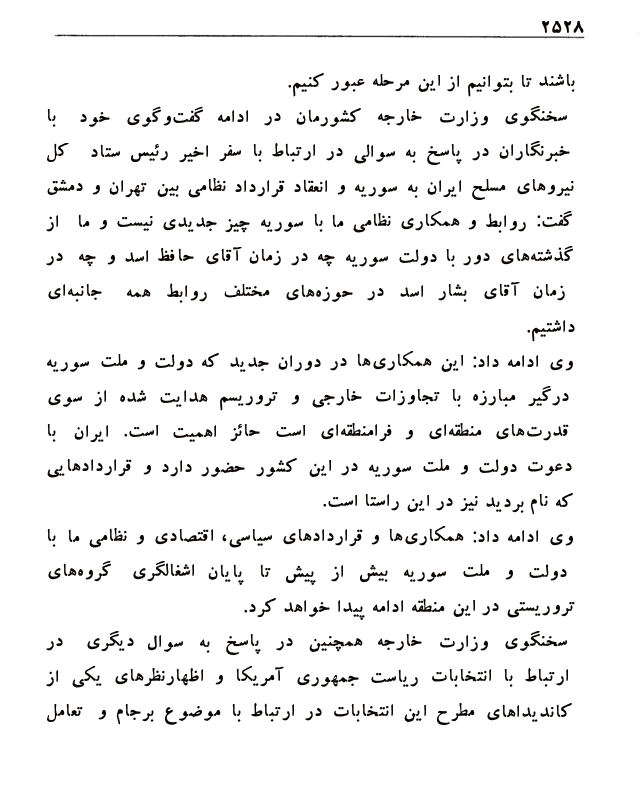 ۲۵۲۸
باشند تا بتوانیم از این مرحله عبور کنیم.
سخنگوی وزارت خارجه کشورمان در ادامه گفت‌وگوی خود با
خبرنگاران در پاسخ به سوالی در ارتباط با سفر اخیر رئیس ستاد کل
نیروهای مسلح ایران به سوریه و انعقاد قرارداد نظامی بین تهران و دمشق
گفت: روابط و همکاری نظامی ما با سوریه چیز جدیدی نیست و ما از
گذشته‌های دور با دولت سوریه چه در زمان آقای حافظ اسد و چه در
زمان آقای بشار اسد در حوزه‌های مختلف روابط همه جانبه‌ای
داشتیم.
وی ادامه داد: این همکاری‌ها در دوران جدید که دولت و ملت سوریه
درگیر مبارزه با تجاوزات خارجی و تروریسم هدایت شده از سوی
قدرت‌های منطقه‌ای و فرامنطقه‌ای است حائز اهمیت است. ایران با
دعوت دولت و ملت سوریه در این کشور حضور دارد و قراردادهایی
که نام بردید نیز در این راستا است.
وی ادامه داد: همکاری‌ها و قراردادهای سیاسی، اقتصادی و نظامی ما با
دولت و ملت سوریه بیش از پیش تا پایان اشغالگری گروه‌های
تروریستی در این منطقه ادامه پیدا خواهد کرد.
سخنگوی وزارت خارجه همچنین در پاسخ به سوال دیگری در
ارتباط با انتخابات ریاست جمهوری آمریکا و اظهارنظرهای یکی از
کاندیداهای مطرح این انتخابات در ارتباط با موضوع برجام و تعامل